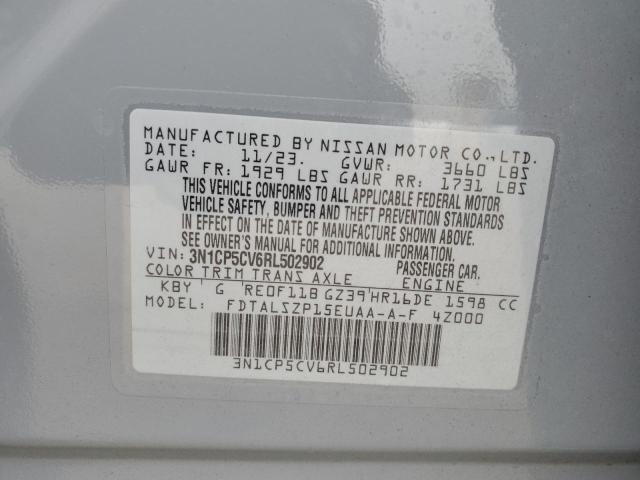 MANUFACTURED BY NISSAN MOTOR CO., LTD.
DATE: 11/23. GVWR: 3660 LBS
GAWR FR: 1929 LBS GAWR RR: 1731 LBS
THIS VEHICLE CONFORMS TO ALL APPLICABLE FEDERAL MOTOR
VEHICLE SAFETY, BUMPER AND THEFT PREVENTION STANDARDS
IN EFFECT ON THE DATE OF MANUFACTURE SHOWN ABOVE.
SEE OWNER'S MANUAL FOR ADDITIONAL INFORMATION.
VIN: 3N1CP5CV6RL502902 PASSENGER CAR.
COLOR TRIM TRANS AXLE ENGINE
KBY G RE0F11B GZ39 HR16DE 1598 CC
MODEL: FDTALSZP15EUAA-A-F 4Z000
3N1CP5CV6RL502902